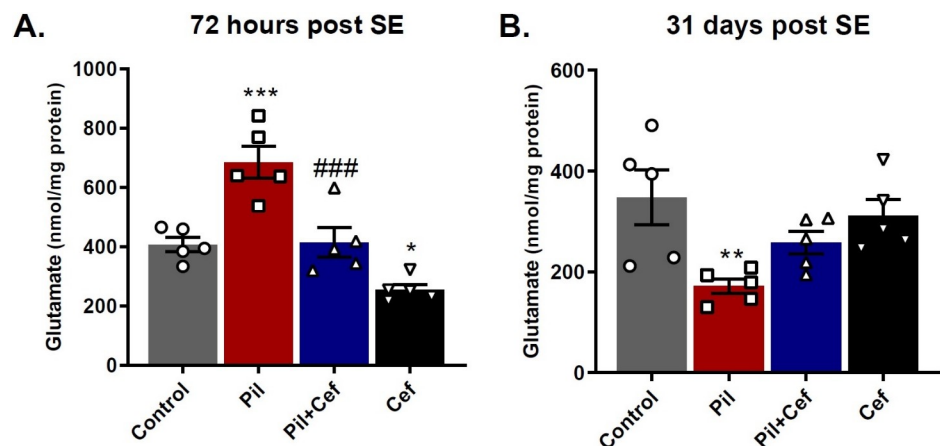 A.
72 hours post SE
Glutamate (nmol/mg protein)
1000
800
600
400
200
0
***
###
*
Control
Pil
Pil+Cef
Cef
B.
31 days post SE
Glutamate (nmol/mg protein)
600
400
200
0
**
Control
Pil
Pil+Cef
Cef